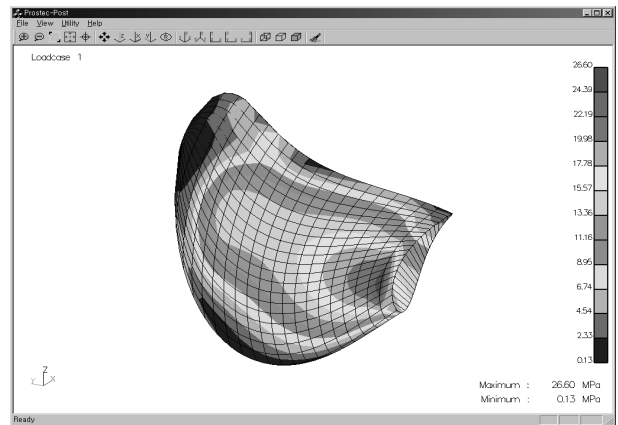 Prostec-Post
File View Utility Help
Loadcase 1
26.60
24.39
22.19
19.98
17.78
15.57
13.36
11.16
8.95
6.74
4.54
2.33
0.13
Z
Y X
Maximum : 26.60 MPa
Minimum : 0.13 MPa
Ready